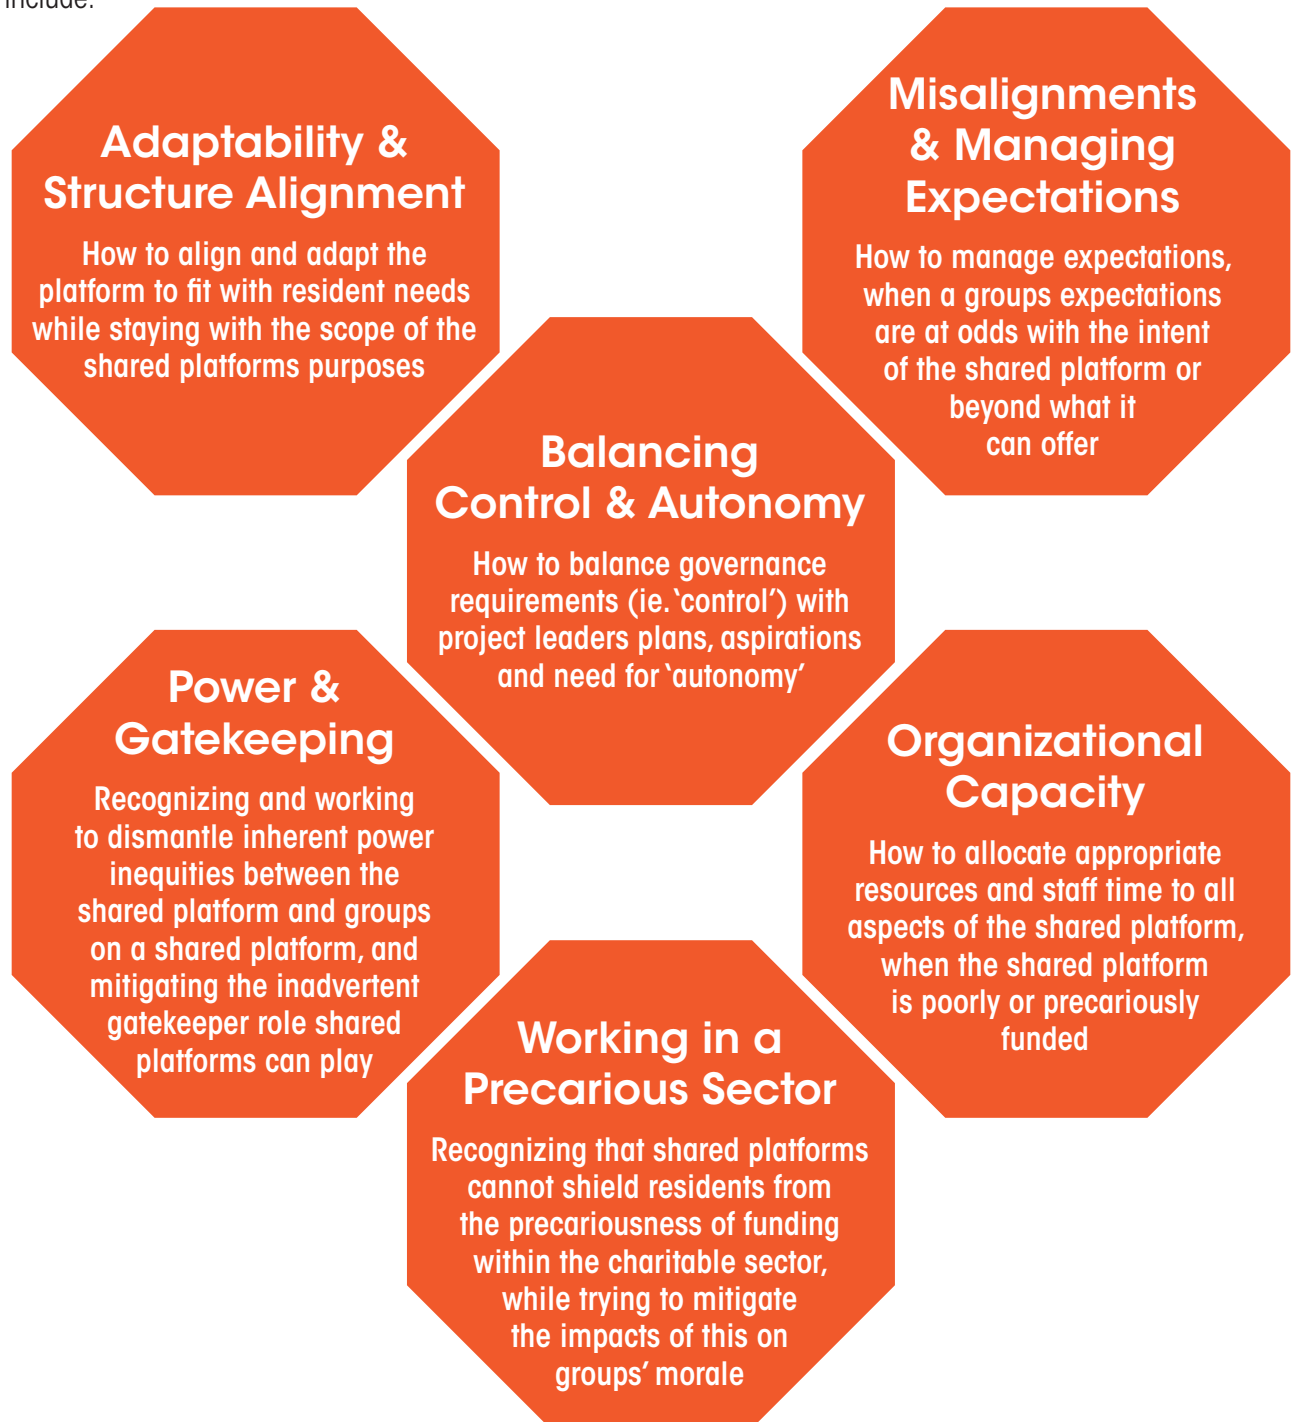 include:
Adaptability &
Structure Alignment
How to align and adapt the
platform to fit with resident needs
while staying with the scope of the
shared platforms purposes
Misalignments
& Managing
Expectations
How to manage expectations,
when a groups expectations
are at odds with the intent
of the shared platform or
beyond what it
can offer
Balancing
Control & Autonomy
How to balance governance
requirements (ie. ‘control’) with
project leaders plans, aspirations
and need for ‘autonomy’
Power &
Gatekeeping
Recognizing and working
to dismantle inherent power
inequities between the
shared platform and groups
on a shared platform, and
mitigating the inadvertent
gatekeeper role shared
platforms can play
Organizational
Capacity
How to allocate appropriate
resources and staff time to all
aspects of the shared platform,
when the shared platform
is poorly or precariously
funded
Working in a
Precarious Sector
Recognizing that shared platforms
cannot shield residents from
the precariousness of funding
within the charitable sector,
while trying to mitigate
the impacts of this on
groups’ morale